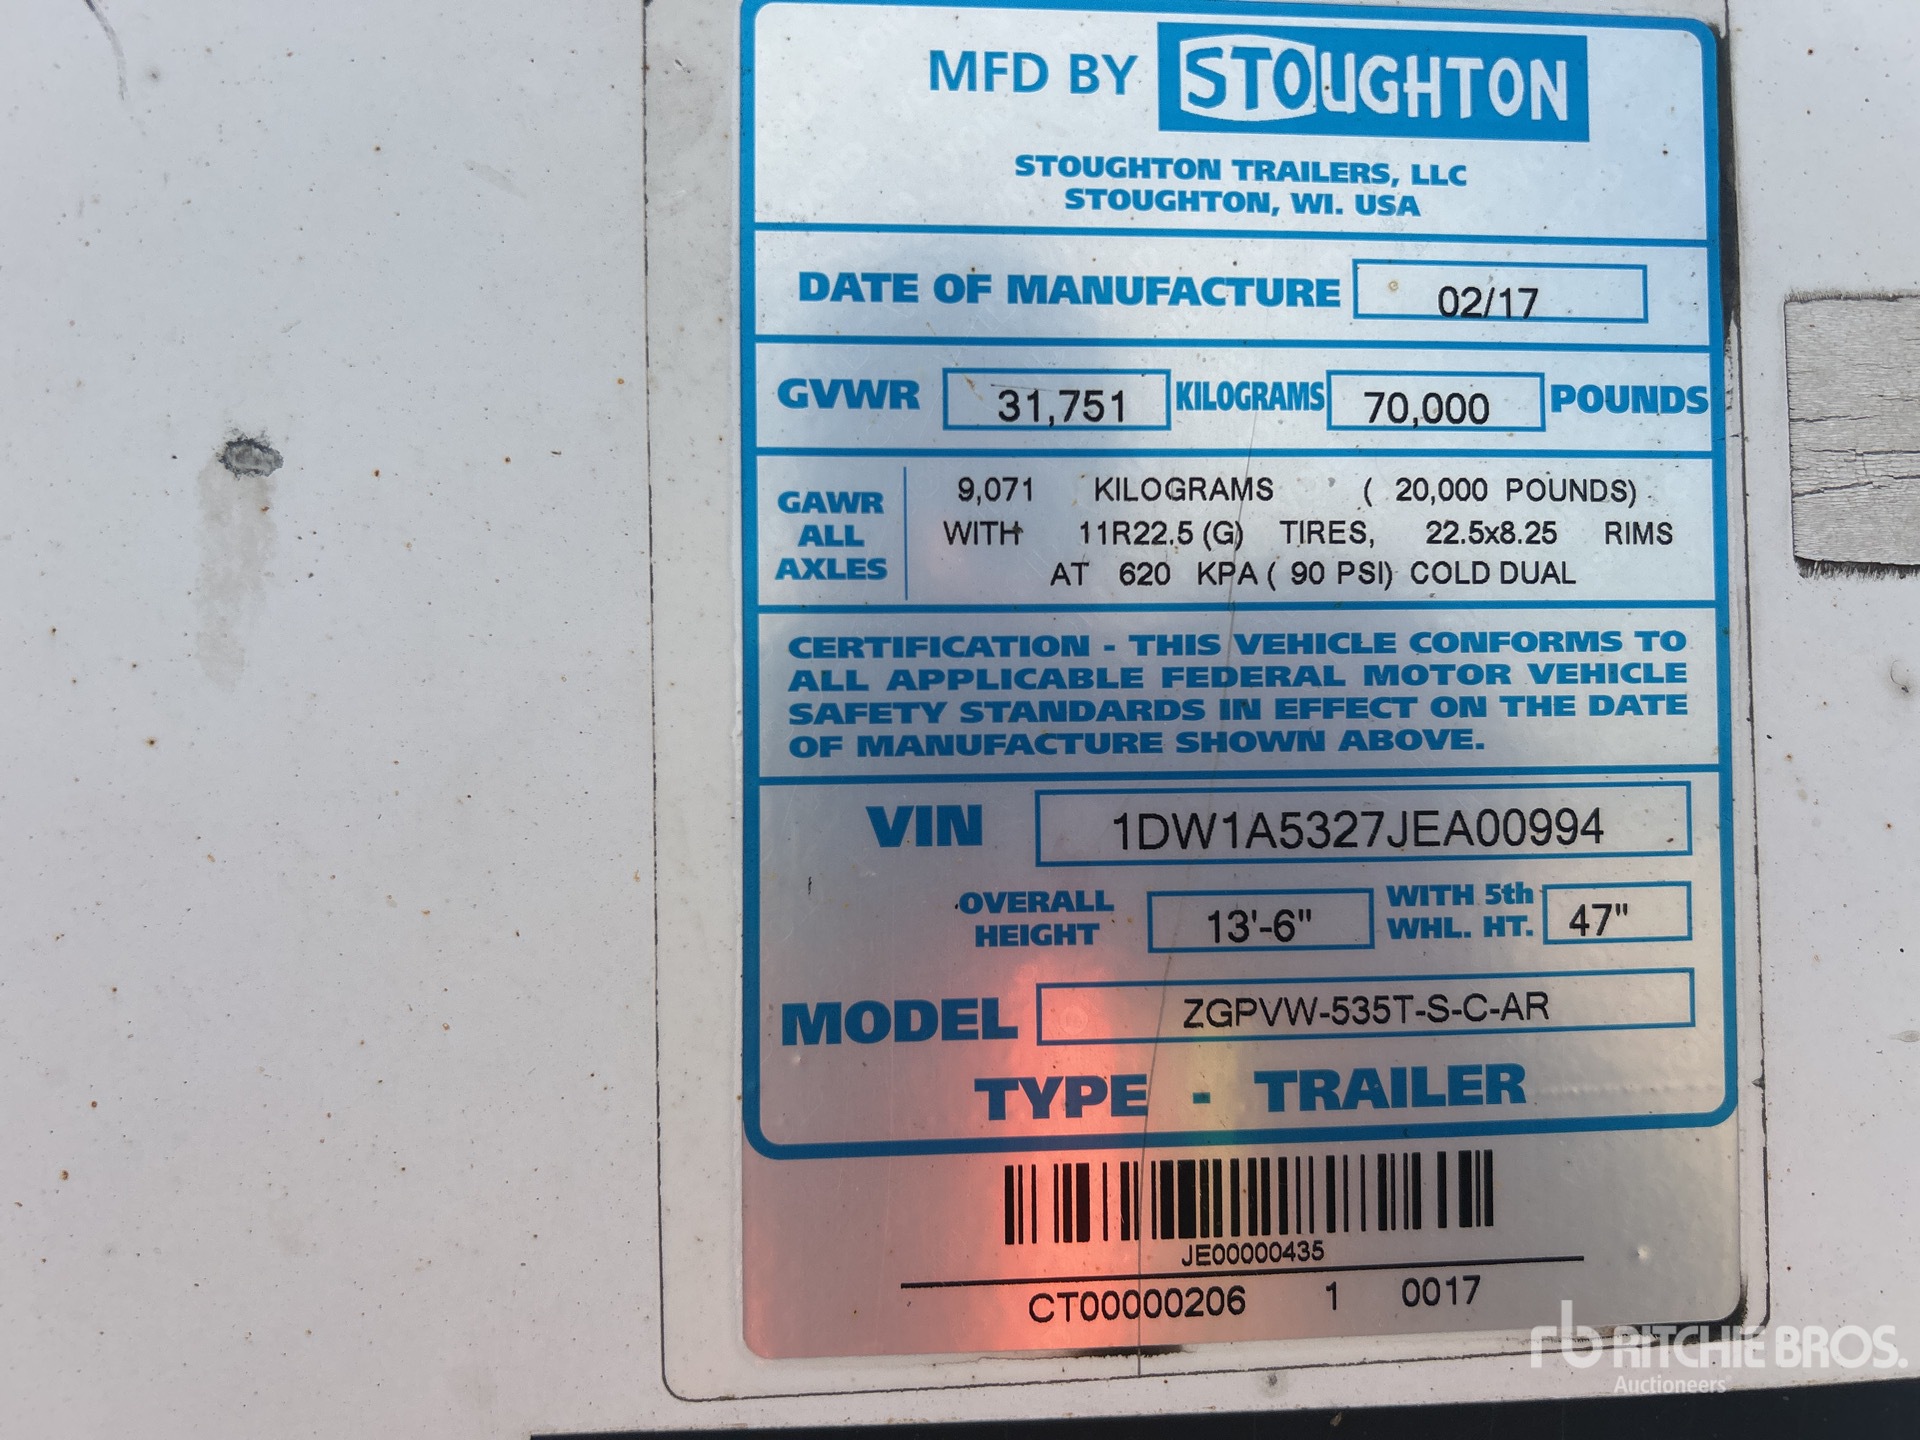 MFD BY STOUGHTON
STOUGHTON TRAILERS, LLC
STOUGHTON, WI. USA
DATE OF MANUFACTURE 02/17
GVWR 31,751 KILOGRAMS 70,000 POUNDS
GAWR ALL AXLES
9,071 KILOGRAMS ( 20,000 POUNDS)
WITH 11R22.5 (G) TIRES, 22.5x8.25 RIMS
AT 620 KPA ( 90 PSI) COLD DUAL
CERTIFICATION - THIS VEHICLE CONFORMS TO
ALL APPLICABLE FEDERAL MOTOR VEHICLE
SAFETY STANDARDS IN EFFECT ON THE DATE
OF MANUFACTURE SHOWN ABOVE.
VIN 1DW1A5327JEA00994
OVERALL HEIGHT 13'-6" WITH 5th WHL. HT. 47"
MODEL ZGPVW-535T-S-C-AR
TYPE - TRAILER
JE00000435
CT00000206 1 0017
rb RITCHIE BROS.
Auctioneers